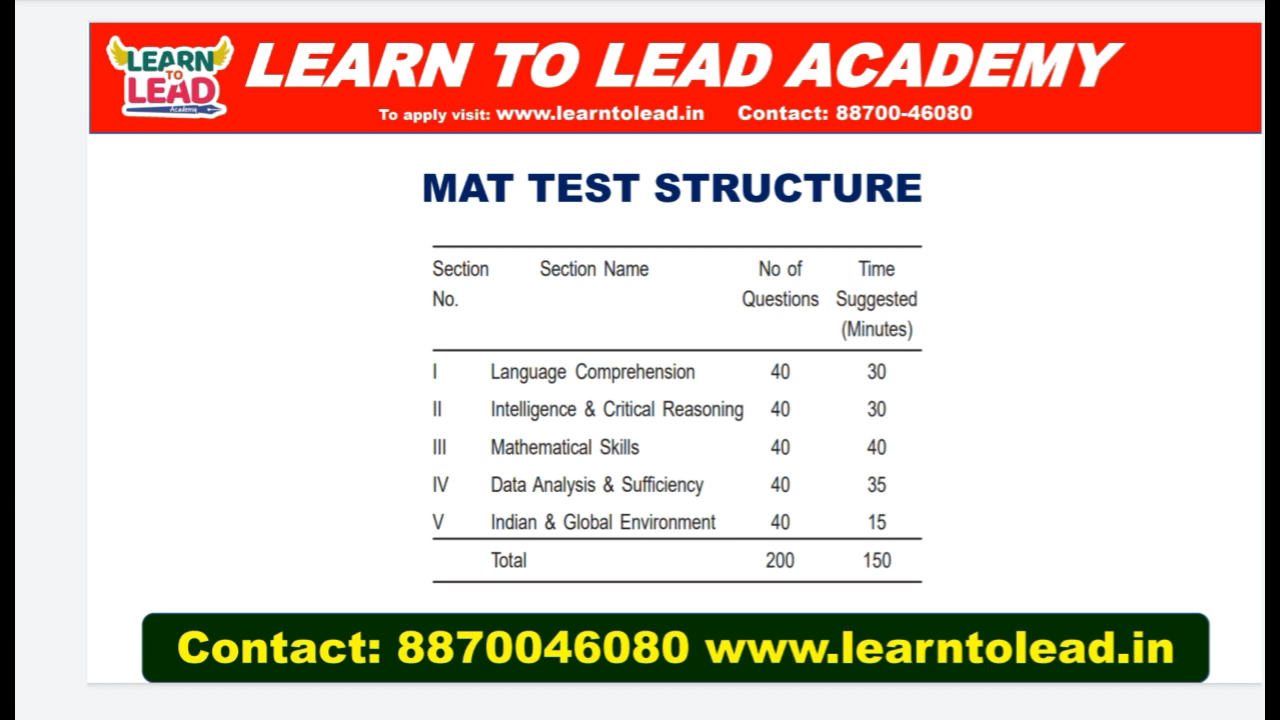 LEARN
TO
LEAD
Academy
LEARN TO LEAD ACADEMY
To apply visit: www.learntolead.in Contact: 88700-46080
MAT TEST STRUCTURE
Section Section Name No of Time
No. Questions Suggested
(Minutes)
I Language Comprehension 40 30
II Intelligence & Critical Reasoning 40 30
III Mathematical Skills 40 40
IV Data Analysis & Sufficiency 40 35
V Indian & Global Environment 40 15
Total 200 150
Contact: 8870046080 www.learntolead.in